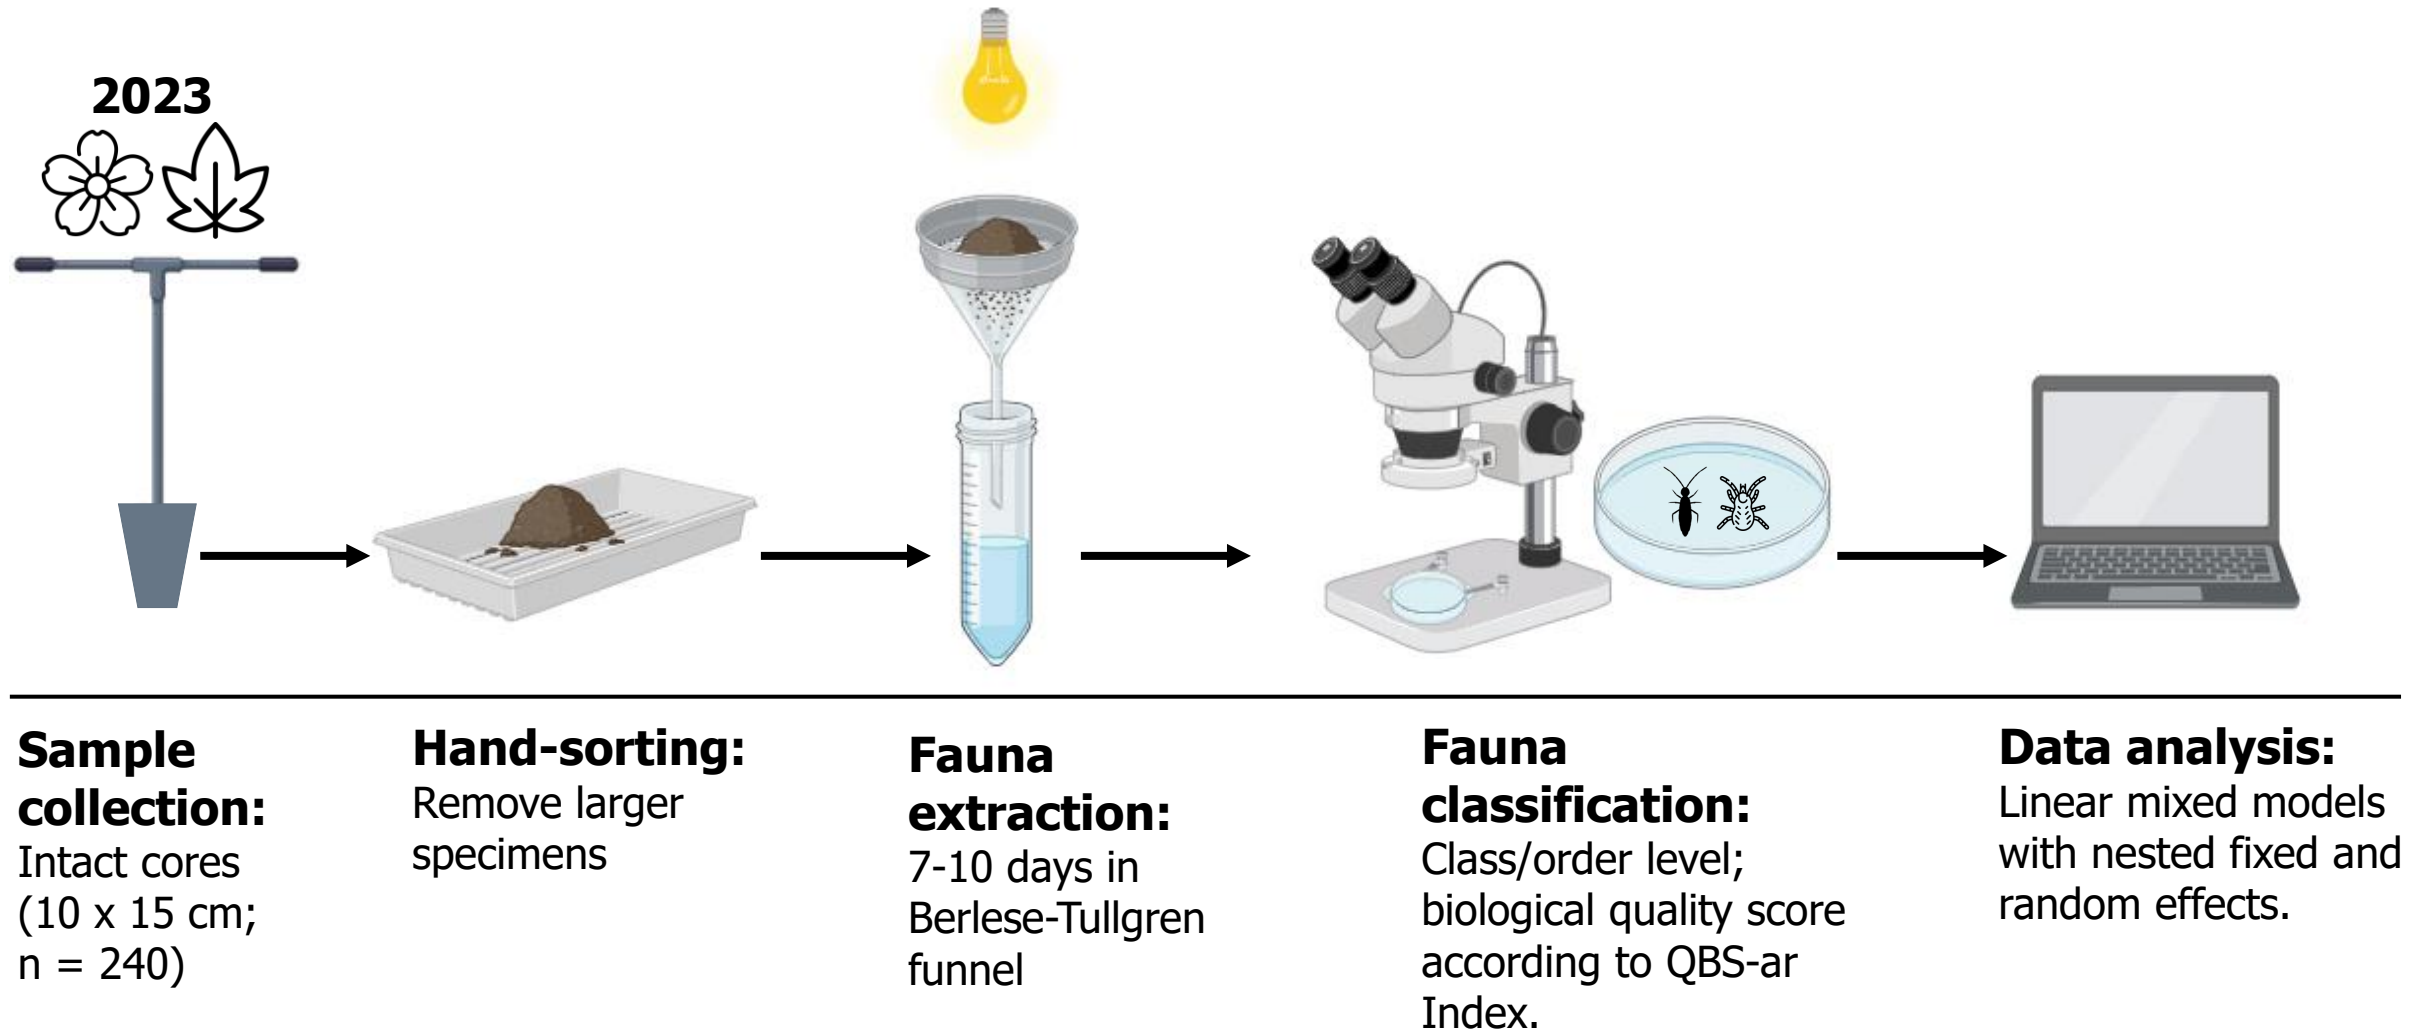 2023
Sample
collection:
Intact cores
(10 x 15 cm;
n = 240)
Hand-sorting:
Remove larger
specimens
Fauna
extraction:
7-10 days in
Berlese-Tullgren
funnel
Fauna
classification:
Class/order level;
biological quality score
according to QBS-ar
Index.
Data analysis:
Linear mixed models
with nested fixed and
random effects.